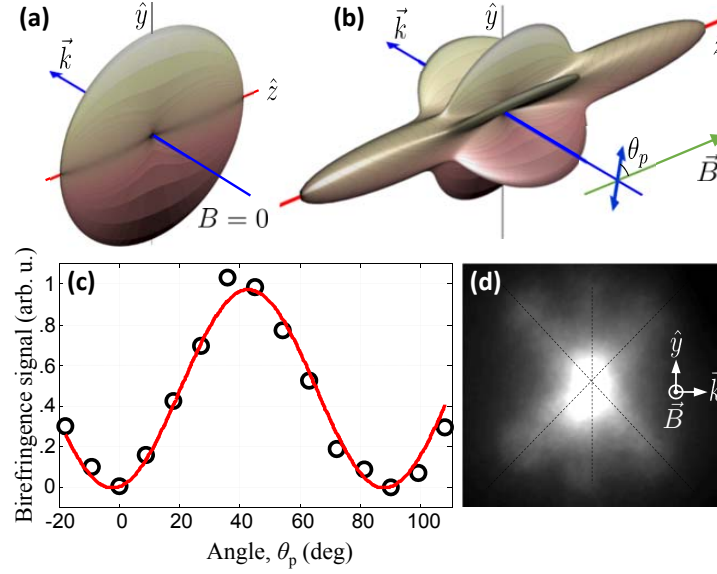 (a)
ŷ
k⃗
ẑ
B = 0
(b)
ŷ
k⃗
θp
B⃗
(c)
Birefringence signal (arb. u.)
1
.8
.6
.4
.2
0
-20
0
20
40
60
80
100
Angle, θp (deg)
(d)
ŷ
k⃗
B⃗